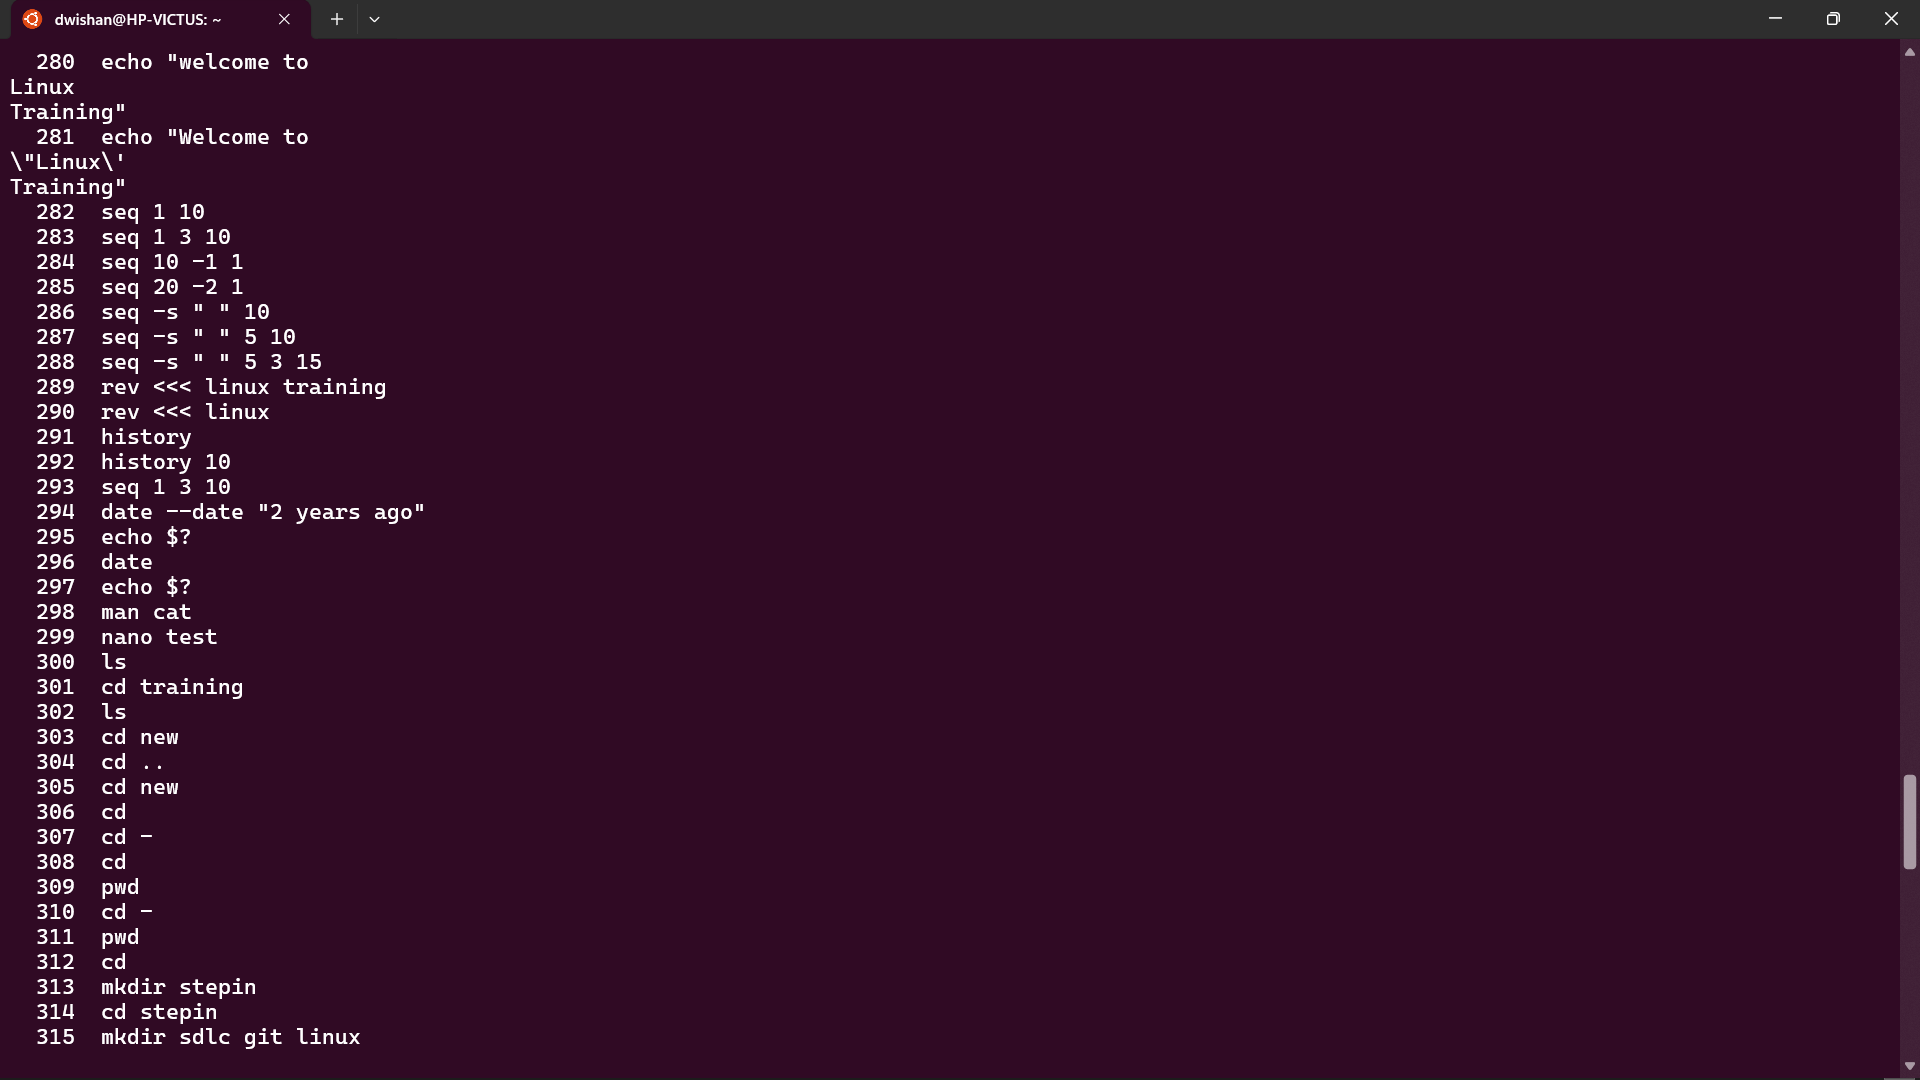 dwishan@HP-VICTUS: ~
280 echo "welcome to
Linux
Training"
281 echo "Welcome to
\"Linux\'
Training"
282 seq 1 10
283 seq 1 3 10
284 seq 10 -1 1
285 seq 20 -2 1
286 seq -s " " 10
287 seq -s " " 5 10
288 seq -s " " 5 3 15
289 rev <<< linux training
290 rev <<< linux
291 history
292 history 10
293 seq 1 3 10
294 date --date "2 years ago"
295 echo $?
296 date
297 echo $?
298 man cat
299 nano test
300 ls
301 cd training
302 ls
303 cd new
304 cd ..
305 cd new
306 cd
307 cd -
308 cd
309 pwd
310 cd -
311 pwd
312 cd
313 mkdir stepin
314 cd stepin
315 mkdir sdlc git linux